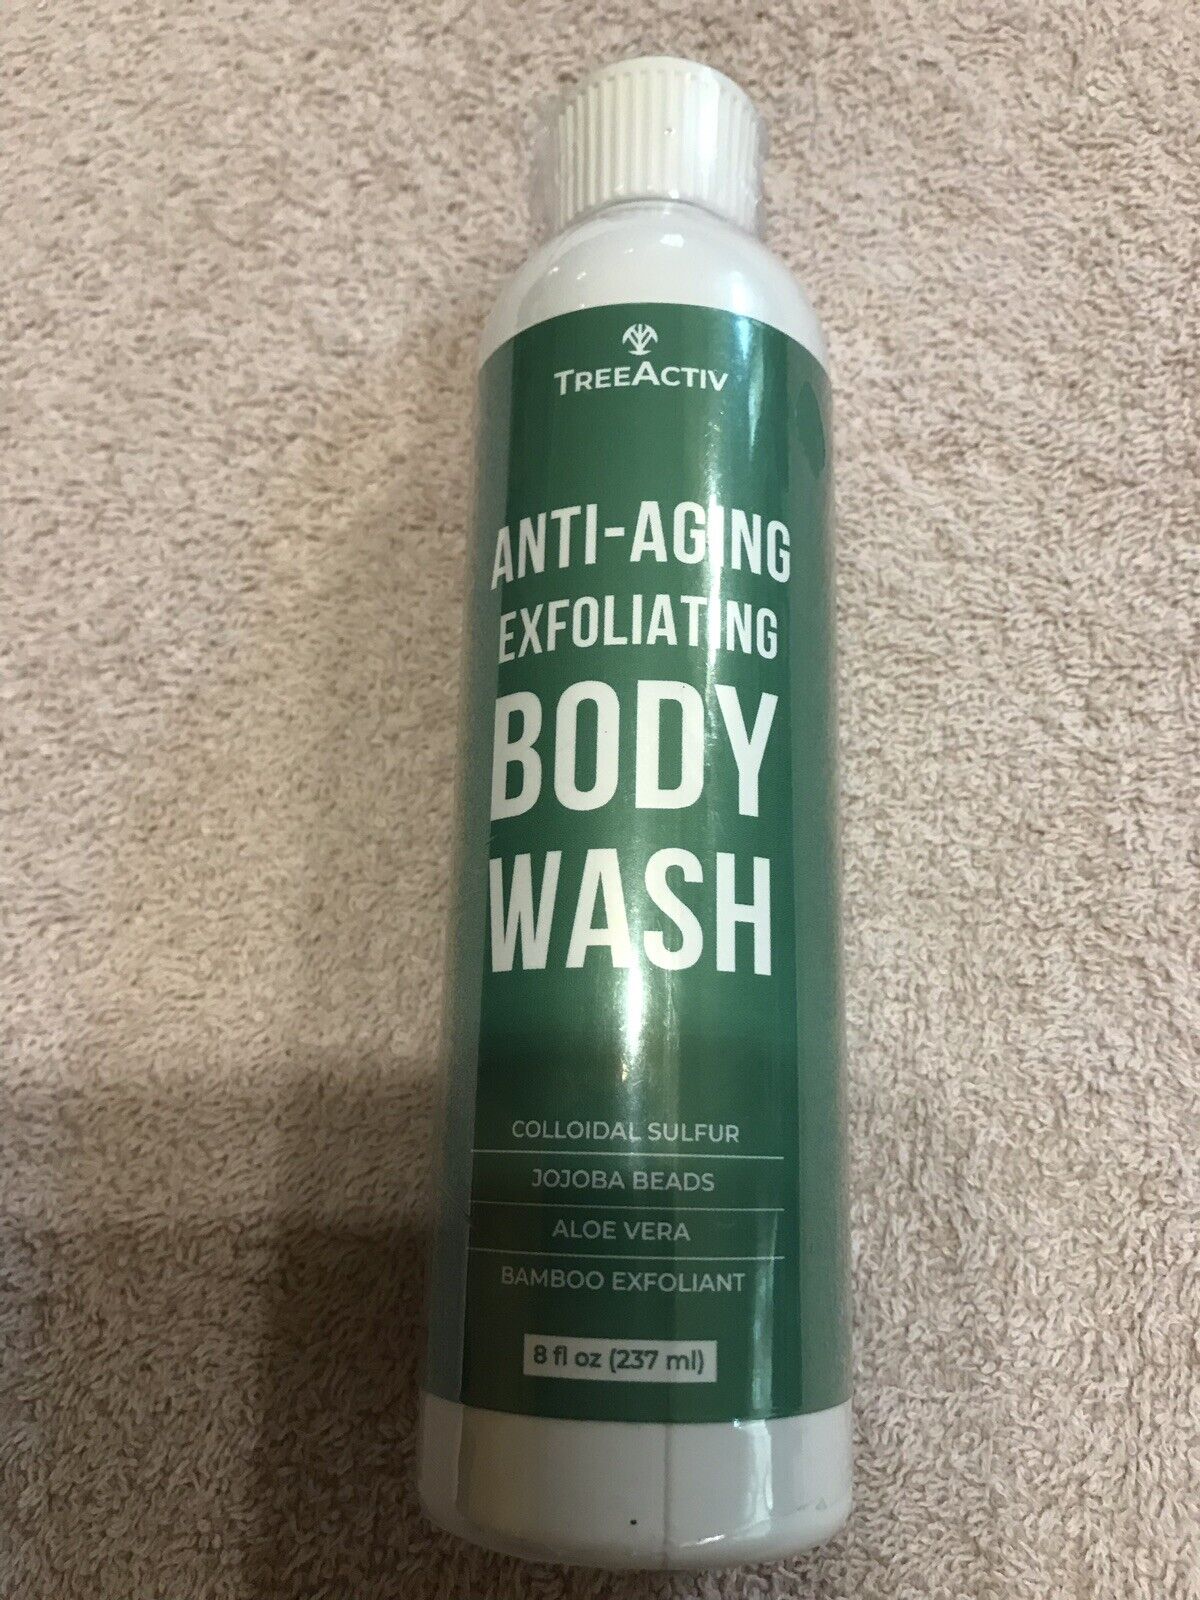 TREEACTIV
ANTI-AGING
EXFOLIATING
BODY
WASH
COLLOIDAL SULFUR
JOJOBA BEADS
ALOE VERA
BAMBOO EXFOLIANT
8 fl oz (237 ml)